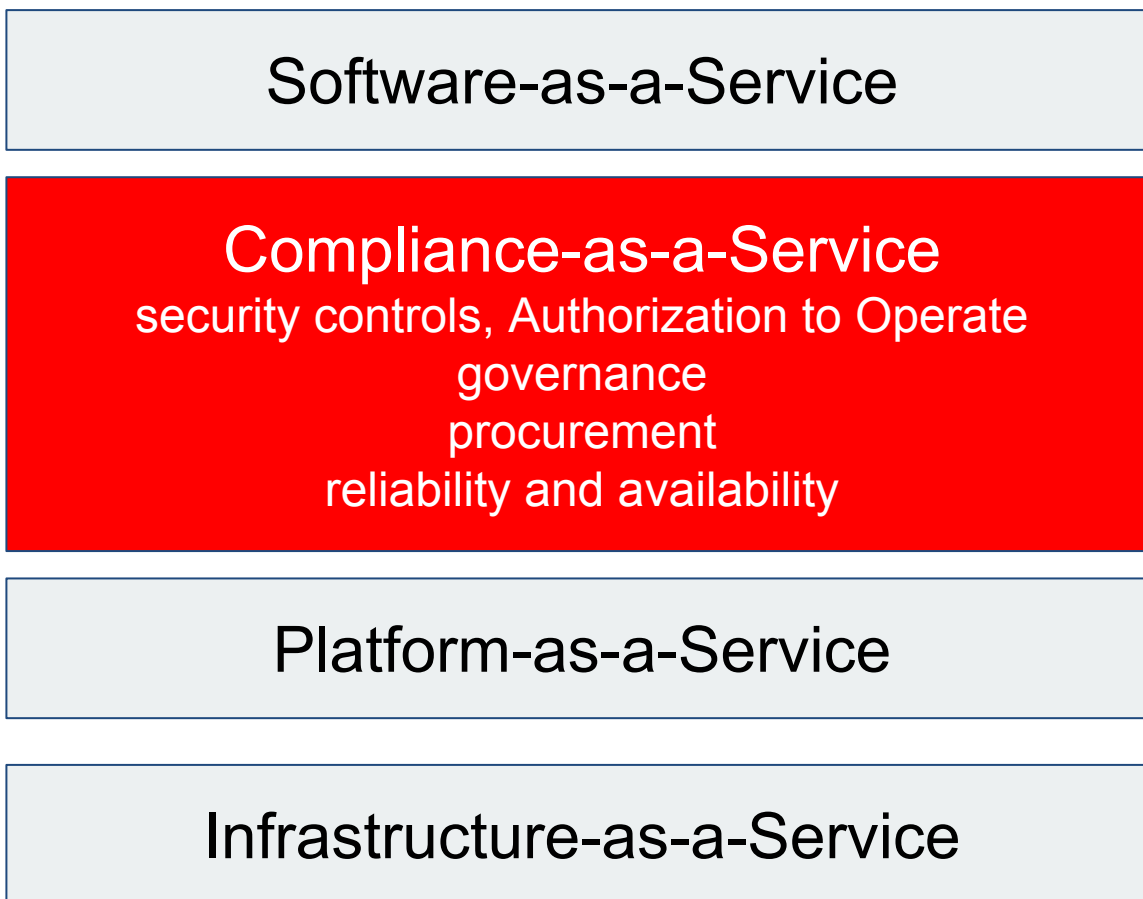 Software-as-a-Service
Compliance-as-a-Service
security controls, Authorization to Operate
governance
procurement
reliability and availability
Platform-as-a-Service
Infrastructure-as-a-Service